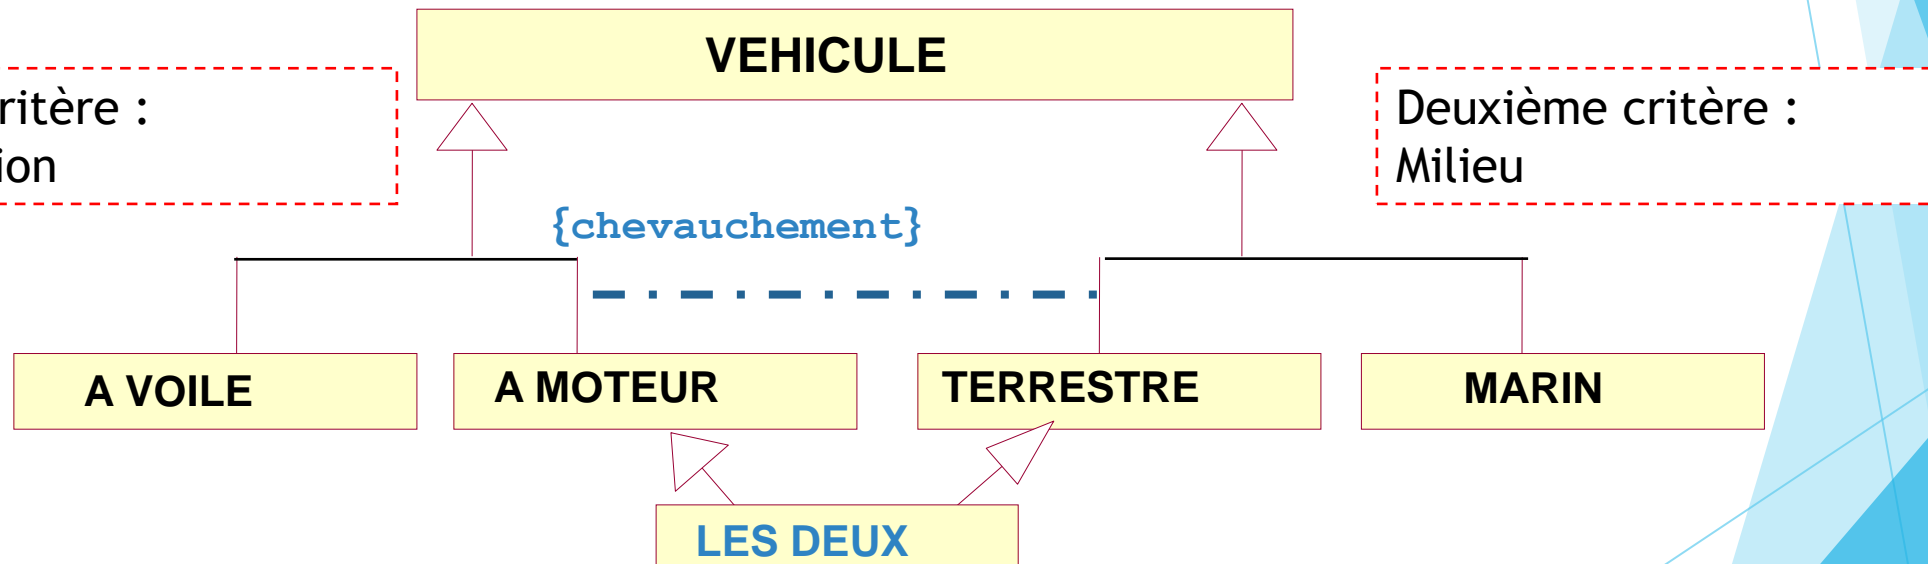 VEHICULE
ritère :
ion
Deuxième critère :
Milieu
{chevauchement}
A VOILE
A MOTEUR
TERRESTRE
MARIN
LES DEUX